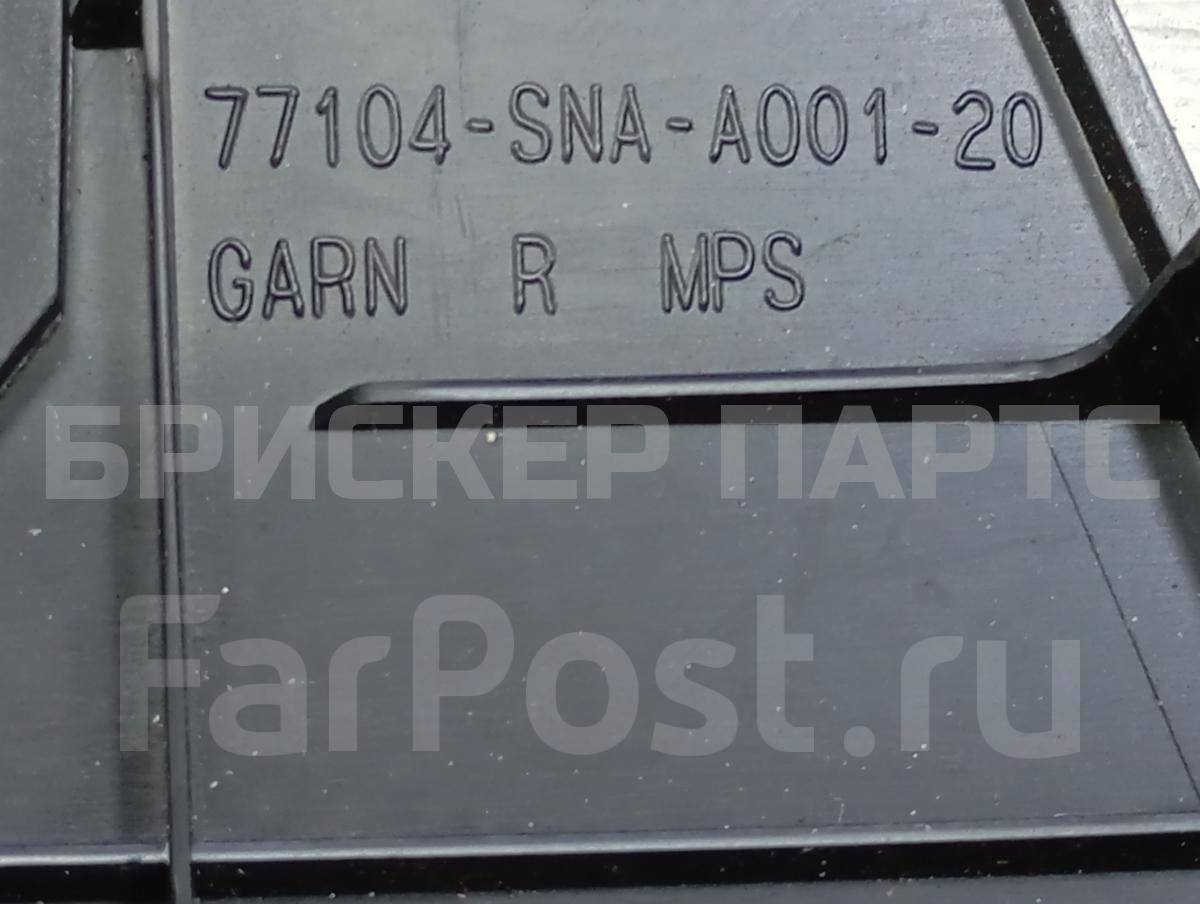 77104-SNA-A001-20
GARN R MPS
БРИСКЕР ПАРТС
FarPost.ru